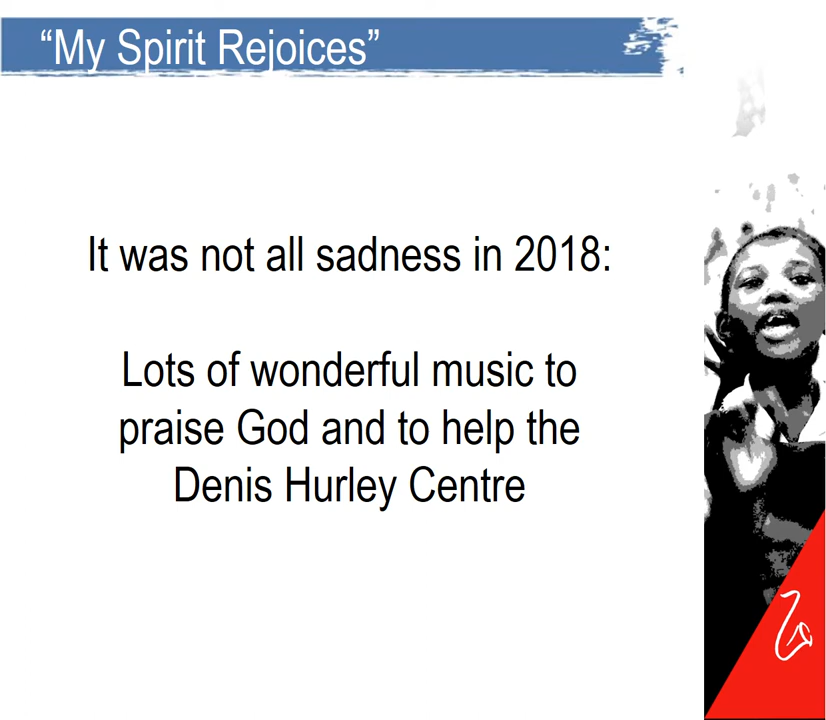 “My Spirit Rejoices”
It was not all sadness in 2018:
Lots of wonderful music to
praise God and to help the
Denis Hurley Centre